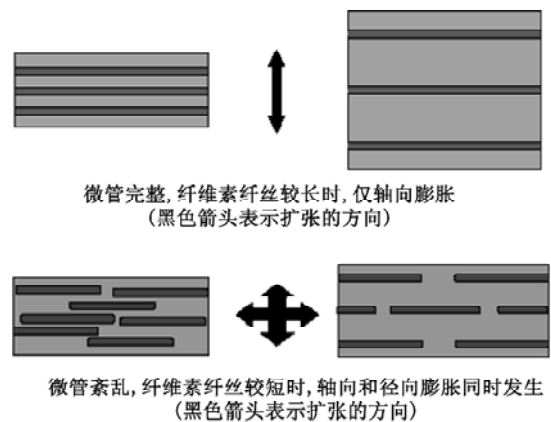 微管完整,纤维素纤丝较长时,仅轴向膨胀
(黑色箭头表示扩张的方向)
微管紊乱,纤维素纤丝较短时,轴向和径向膨胀同时发生
(黑色箭头表示扩张的方向)